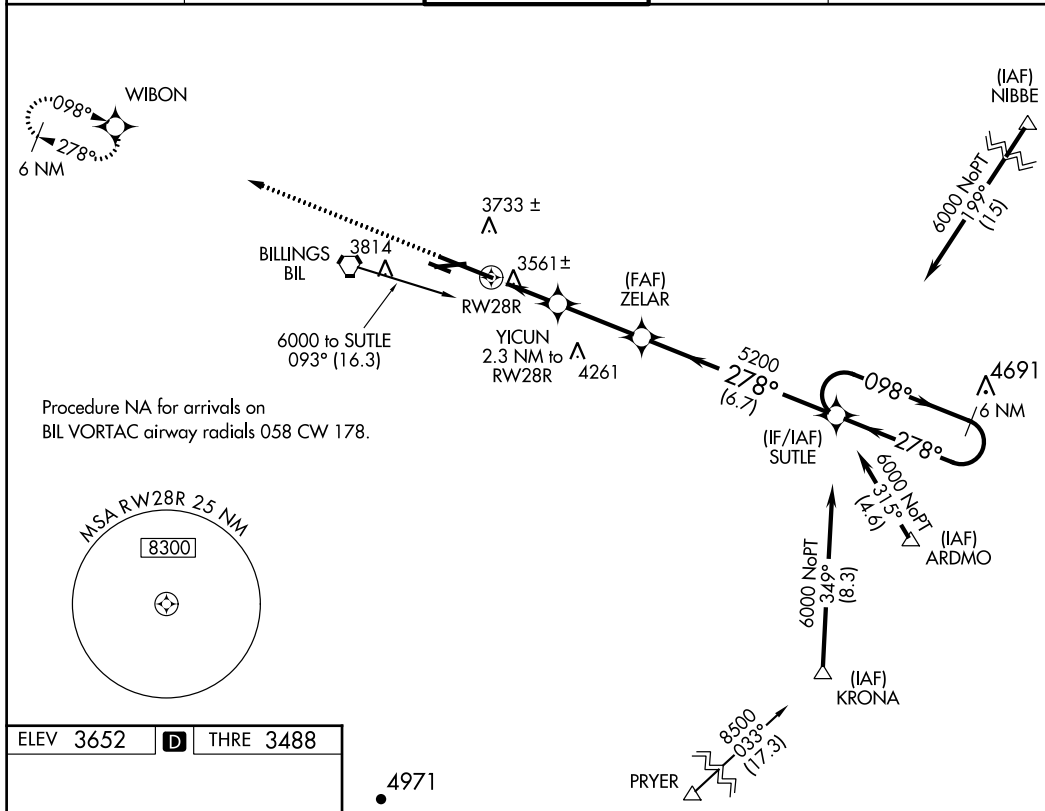 WIBON
098°
278°
6 NM
(IAF)
NIBBE
6000 NoPT
199°
(15)
3733 ±
BILLINGS
BIL
3814
3561±
RW28R
(FAF)
ZELAR
6000 to SUTLE
093° (16.3)
YICUN
2.3 NM to
RW28R
4261
5200
278°
(6.7)
098°
4691
6 NM
278°
(IF/IAF)
SUTLE
Procedure NA for arrivals on
BIL VORTAC airway radials 058 CW 178.
6000 NoPT
315°
(4.6)
(IAF)
ARDMO
MSA RW28R 25 NM
8300
6000 NoPT
349°
(8.3)
(IAF)
KRONA
8500
033°
(17.3)
PRYER
ELEV 3652 D THRE 3488
4971